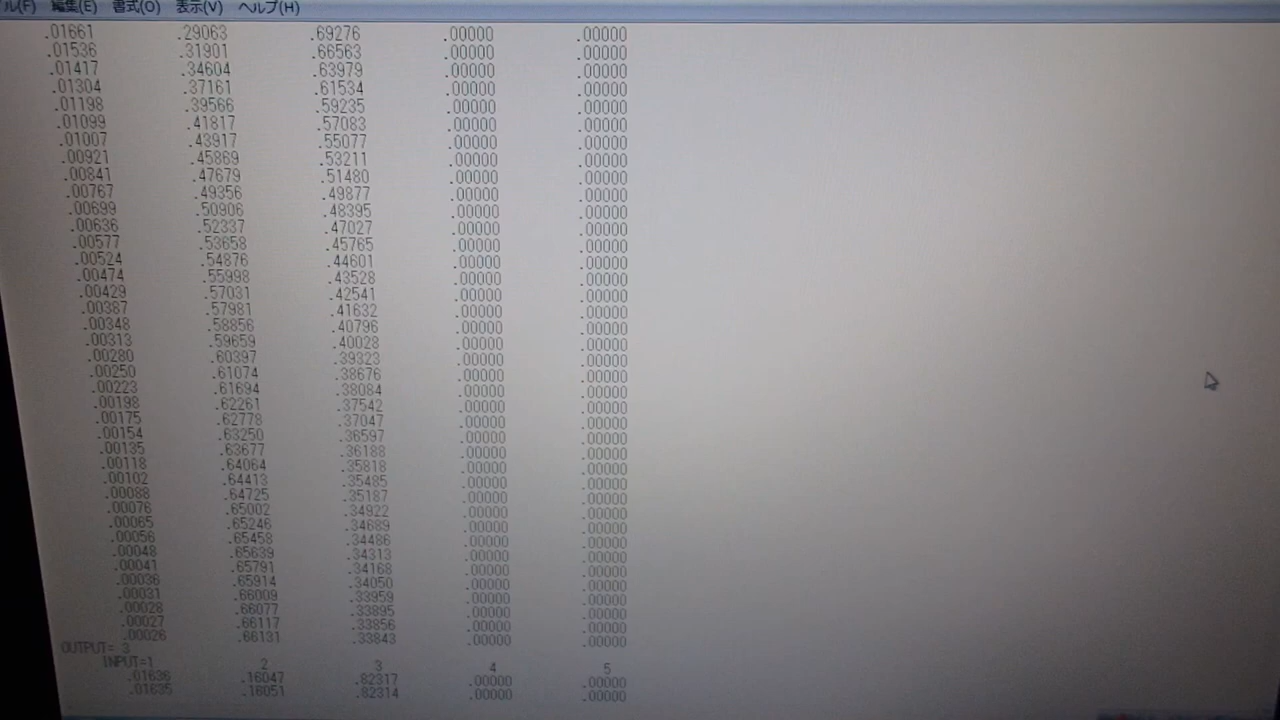 ル(F) 編集(E) 書式(O) 表示(V) ヘルプ(H)
.01661 .29063 .69276 .00000 .00000
.01536 .31901 .66563 .00000 .00000
.01417 .34604 .63979 .00000 .00000
.01304 .37161 .61534 .00000 .00000
.01198 .39566 .59235 .00000 .00000
.01099 .41817 .57083 .00000 .00000
.01007 .43917 .55077 .00000 .00000
.00921 .45869 .53211 .00000 .00000
.00841 .47679 .51480 .00000 .00000
.00767 .49356 .49877 .00000 .00000
.00699 .50906 .48395 .00000 .00000
.00636 .52337 .47027 .00000 .00000
.00577 .53658 .45765 .00000 .00000
.00524 .54876 .44601 .00000 .00000
.00474 .55998 .43528 .00000 .00000
.00429 .57031 .42541 .00000 .00000
.00387 .57981 .41632 .00000 .00000
.00348 .58856 .40796 .00000 .00000
.00313 .59659 .40028 .00000 .00000
.00280 .60397 .39323 .00000 .00000
.00250 .61074 .38676 .00000 .00000
.00223 .61694 .38084 .00000 .00000
.00198 .62261 .37542 .00000 .00000
.00175 .62778 .37047 .00000 .00000
.00154 .63250 .36597 .00000 .00000
.00135 .63677 .36188 .00000 .00000
.00118 .64064 .35818 .00000 .00000
.00102 .64413 .35485 .00000 .00000
.00088 .64725 .35187 .00000 .00000
.00076 .65002 .34922 .00000 .00000
.00065 .65246 .34689 .00000 .00000
.00056 .65458 .34486 .00000 .00000
.00048 .65639 .34313 .00000 .00000
.00041 .65791 .34168 .00000 .00000
.00036 .65914 .34050 .00000 .00000
.00031 .66009 .33959 .00000 .00000
.00028 .66077 .33895 .00000 .00000
.00027 .66117 .33856 .00000 .00000
.00026 .66131 .33843 .00000 .00000
OUTPUT= 3
INPUT=1 2 3 4 5
.01636 .16047 .82317 .00000 .00000
.01635 .16051 .82314 .00000 .00000